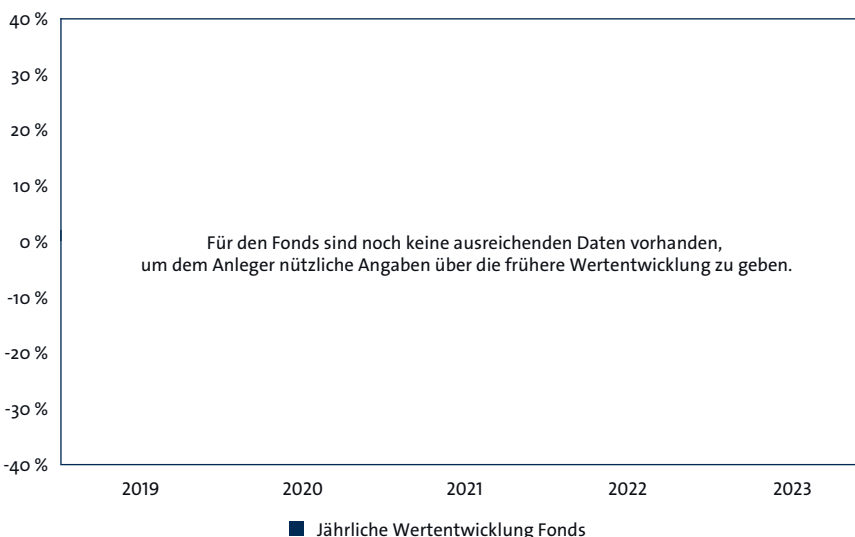 40 %
30 %
20 %
10 %
0 %
Für den Fonds sind noch keine ausreichenden Daten vorhanden,
um dem Anleger nützliche Angaben über die frühere Wertentwicklung zu geben.
-10 %
-20 %
-30 %
-40 %
2019 2020 2021 2022 2023
Jährliche Wertentwicklung Fonds